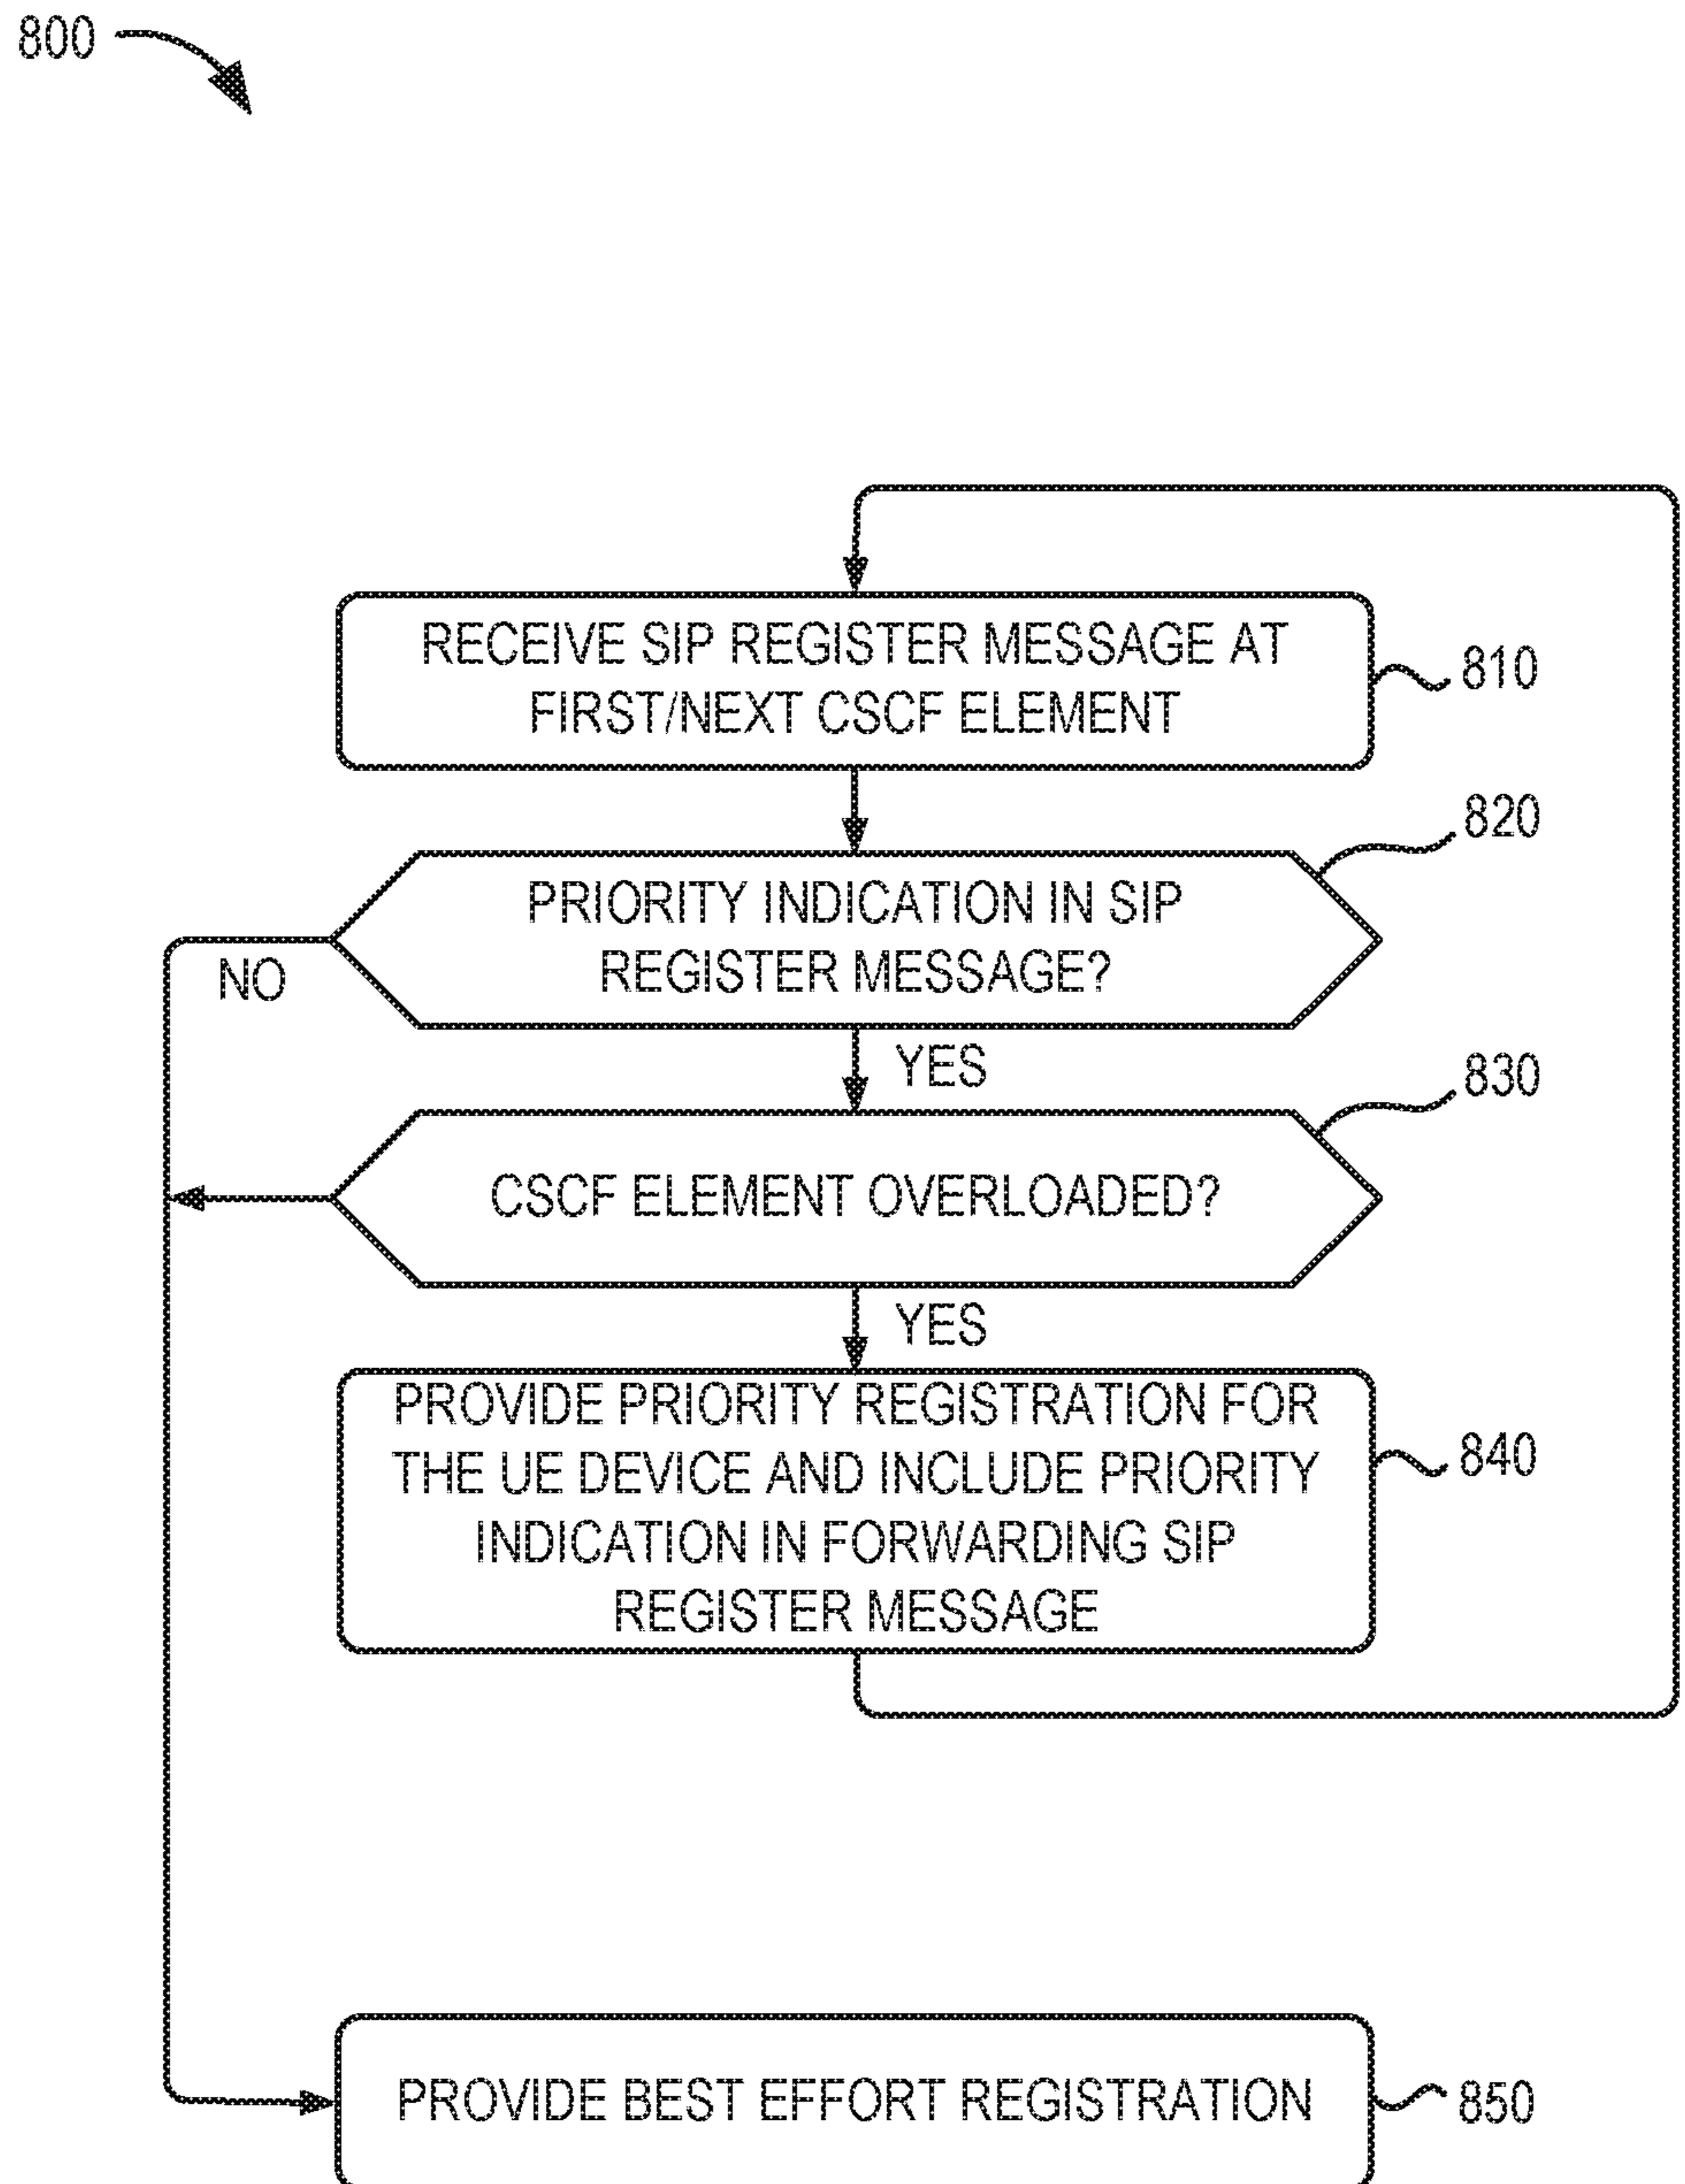 800
RECEIVE SIP REGISTER MESSAGE AT
FIRST/NEXT CSCF ELEMENT
810
820
PRIORITY INDICATION IN SIP
REGISTER MESSAGE?
NO
YES
830
CSCF ELEMENT OVERLOADED?
YES
PROVIDE PRIORITY REGISTRATION FOR
THE UE DEVICE AND INCLUDE PRIORITY
INDICATION IN FORWARDING SIP
REGISTER MESSAGE
840
PROVIDE BEST EFFORT REGISTRATION
850